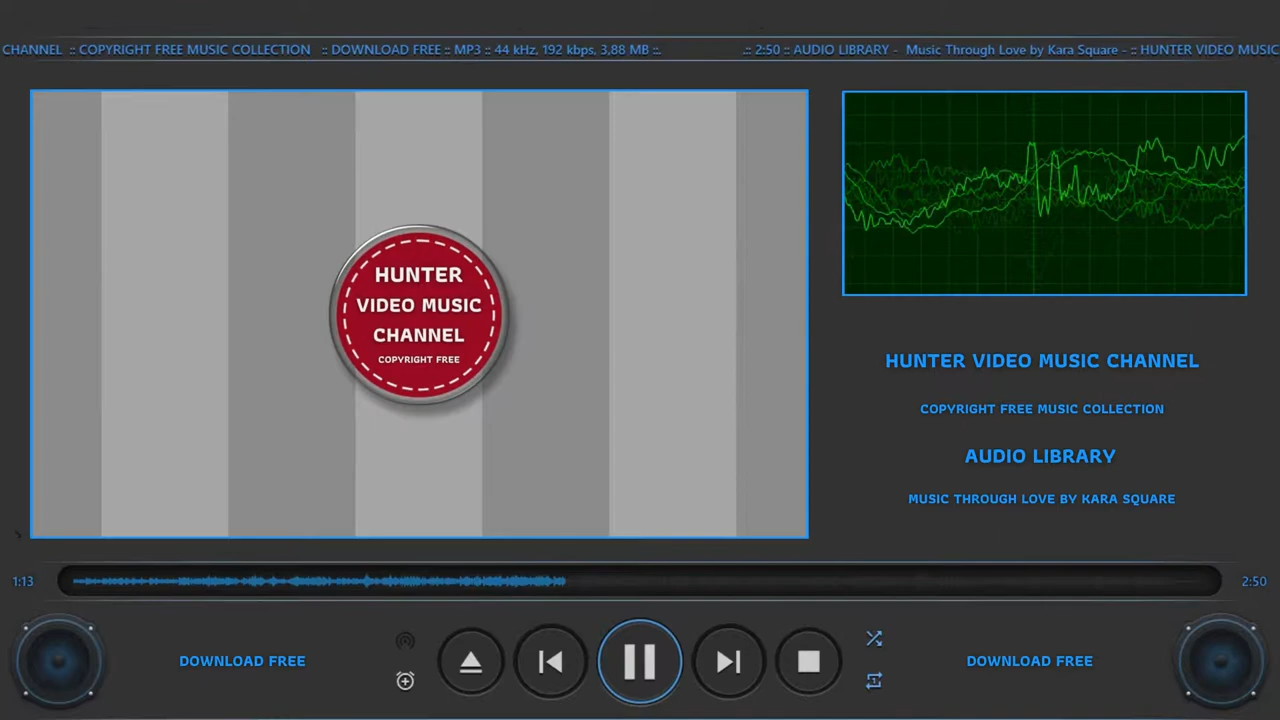 CHANNEL :: COPYRIGHT FREE MUSIC COLLECTION :: DOWNLOAD FREE :: MP3 :: 44 kHz, 192 kbps, 3,88 MB ::. .:: 2:50 :: AUDIO LIBRARY - Music Through Love by Kara Square - :: HUNTER VIDEO MUSIC
HUNTER
VIDEO MUSIC
CHANNEL
COPYRIGHT FREE
HUNTER VIDEO MUSIC CHANNEL
COPYRIGHT FREE MUSIC COLLECTION
AUDIO LIBRARY
MUSIC THROUGH LOVE BY KARA SQUARE
1:13
2:50
DOWNLOAD FREE
DOWNLOAD FREE